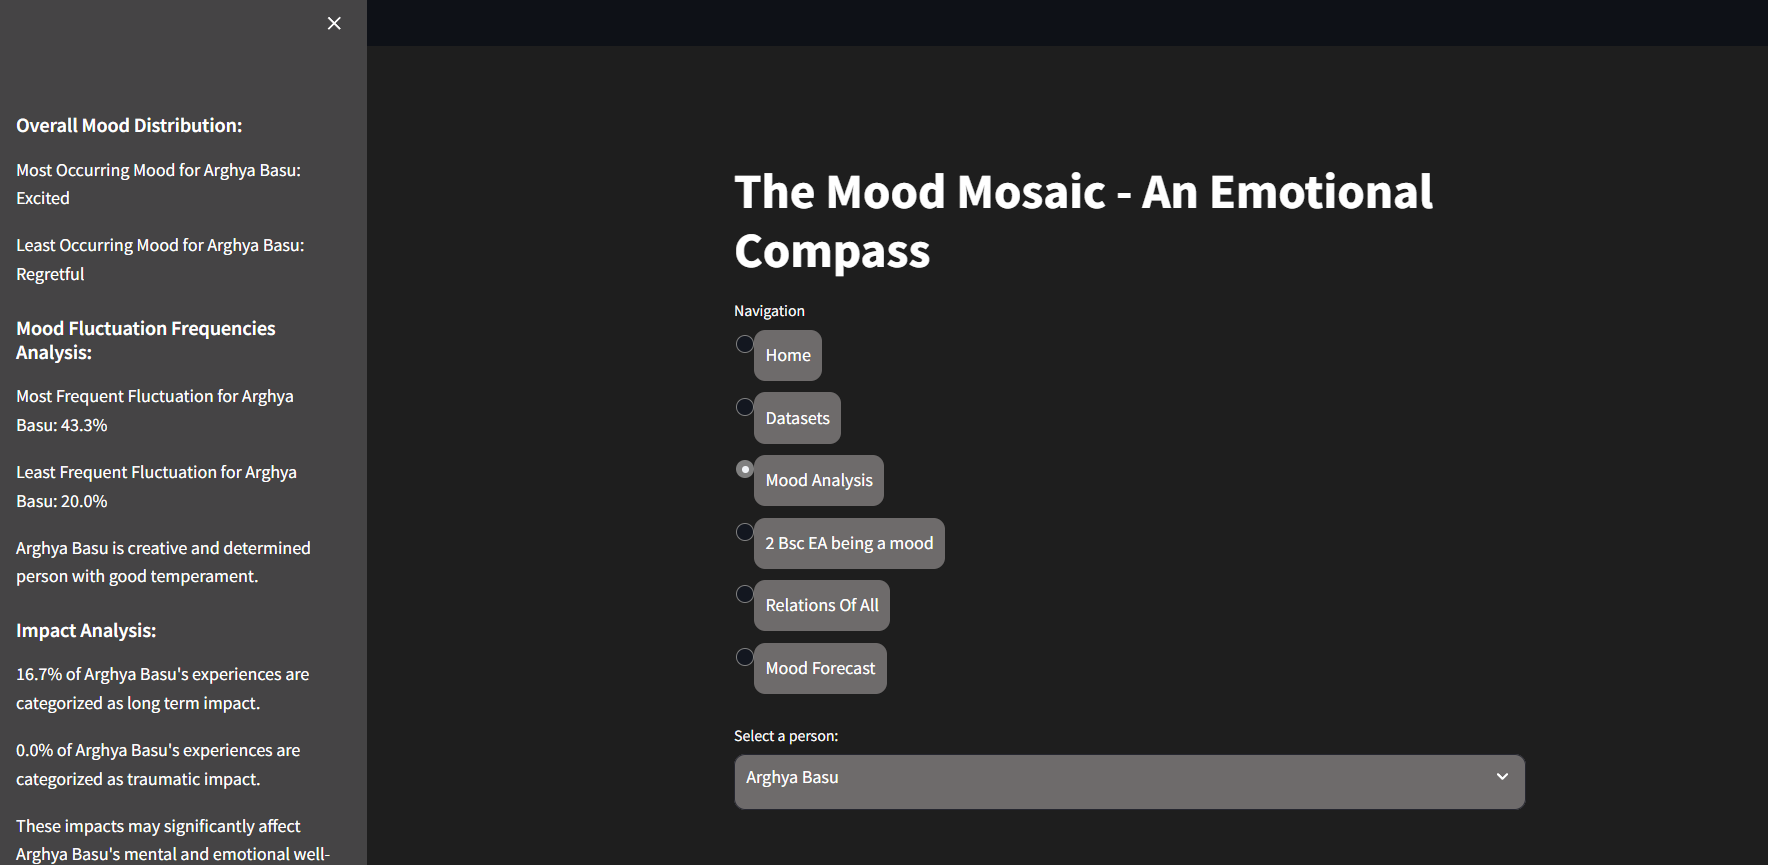 Overall Mood Distribution:
Most Occurring Mood for Arghya Basu:
Excited
Least Occurring Mood for Arghya Basu:
Regretful
Mood Fluctuation Frequencies
Analysis:
Most Frequent Fluctuation for Arghya
Basu: 43.3%
Least Frequent Fluctuation for Arghya
Basu: 20.0%
Arghya Basu is creative and determined
person with good temperament.
Impact Analysis:
16.7% of Arghya Basu's experiences are
categorized as long term impact.
0.0% of Arghya Basu's experiences are
categorized as traumatic impact.
These impacts may significantly affect
Arghya Basu's mental and emotional well-
The Mood Mosaic - An Emotional
Compass
Navigation
Home
Datasets
Mood Analysis
2 Bsc EA being a mood
Relations Of All
Mood Forecast
Select a person:
Arghya Basu